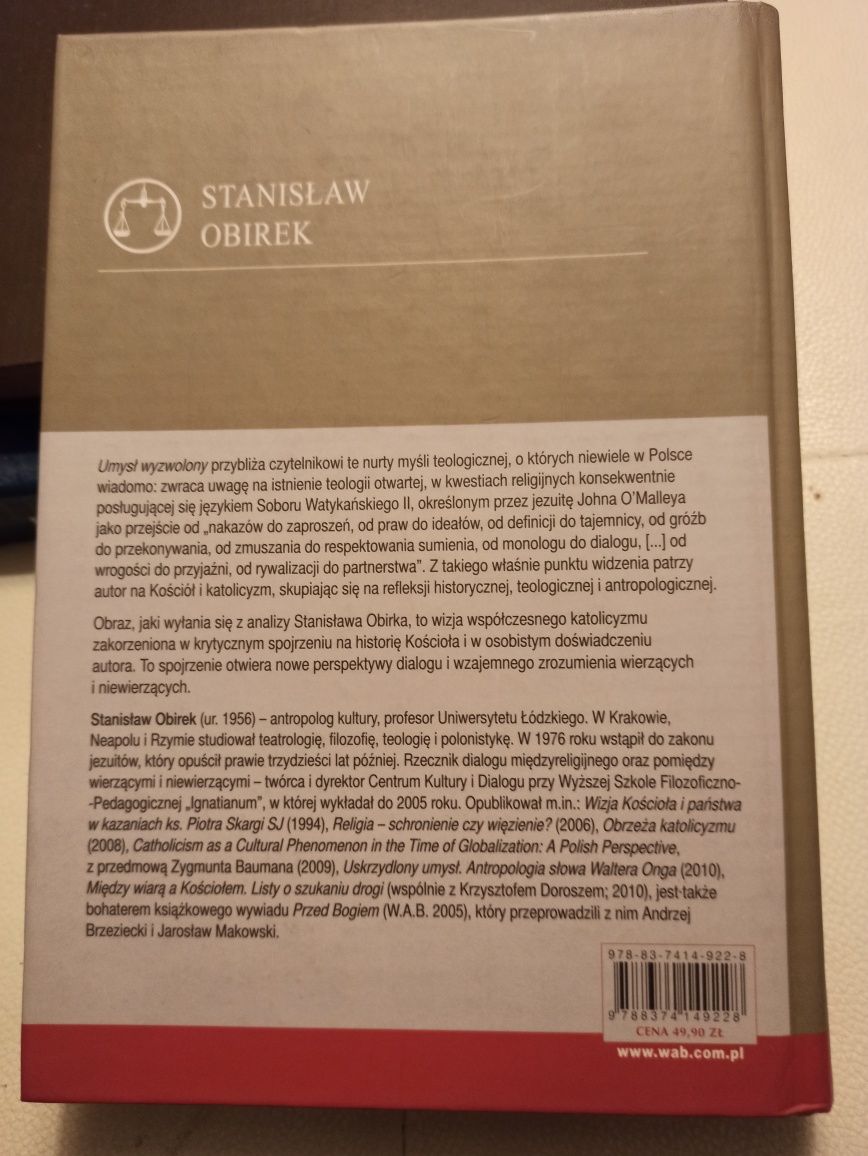 STANISŁAW
OBIREK
Umysł wyzwolony przybliża czytelnikowi te nurty myśli teologicznej, o których niewiele w Polsce
wiadomo: zwraca uwagę na istnienie teologii otwartej, w kwestiach religijnych konsekwentnie
posługującej się językiem Soboru Watykańskiego II, określonym przez jezuitę Johna O'Malleya
jako przejście od „nakazów do zaproszeń, od praw do ideałów, od definicji do tajemnicy, od gróźb
do przekonywania, od zmuszania do respektowania sumienia, od monologu do dialogu, [...] od
wrogości do przyjaźni, od rywalizacji do partnerstwa”. Z takiego właśnie punktu widzenia patrzy
autor na Kościół i katolicyzm, skupiając się na refleksji historycznej, teologicznej i antropologicznej.
Obraz, jaki wyłania się z analizy Stanisława Obirka, to wizja współczesnego katolicyzmu
zakorzeniona w krytycznym spojrzeniu na historię Kościoła i w osobistym doświadczeniu
autora. To spojrzenie otwiera nowe perspektywy dialogu i wzajemnego zrozumienia wierzących
i niewierzących.
Stanisław Obirek (ur. 1956) – antropolog kultury, profesor Uniwersytetu Łódzkiego. W Krakowie,
Neapolu i Rzymie studiował teatrologię, filozofię, teologię i polonistykę. W 1976 roku wstąpił do zakonu
jezuitów, który opuścił prawie trzydzieści lat później. Rzecznik dialogu międzyreligijnego oraz pomiędzy
wierzącymi i niewierzącymi – twórca i dyrektor Centrum Kultury i Dialogu przy Wyższej Szkole Filozoficzno-
-Pedagogicznej „Ignatianum”, w której wykładał do 2005 roku. Opublikował m.in.: Wizja Kościoła i państwa
w kazaniach ks. Piotra Skargi SJ (1994), Religia – schronienie czy więzienie? (2006), Obrzeża katolicyzmu
(2008), Catholicism as a Cultural Phenomenon in the Time of Globalization: A Polish Perspective,
z przedmową Zygmunta Baumana (2009), Uskrzydlony umysł. Antropologia słowa Waltera Onga (2010),
Między wiarą a Kościołem. Listy o szukaniu drogi (wspólnie z Krzysztofem Doroszem; 2010), jest także
bohaterem książkowego wywiadu Przed Bogiem (W.A.B. 2005), który przeprowadzili z nim Andrzej
Brzeziecki i Jarosław Makowski.
978-83-7414-922-8
9 788374 149228
CENA 49,90 ZŁ
www.wab.com.pl